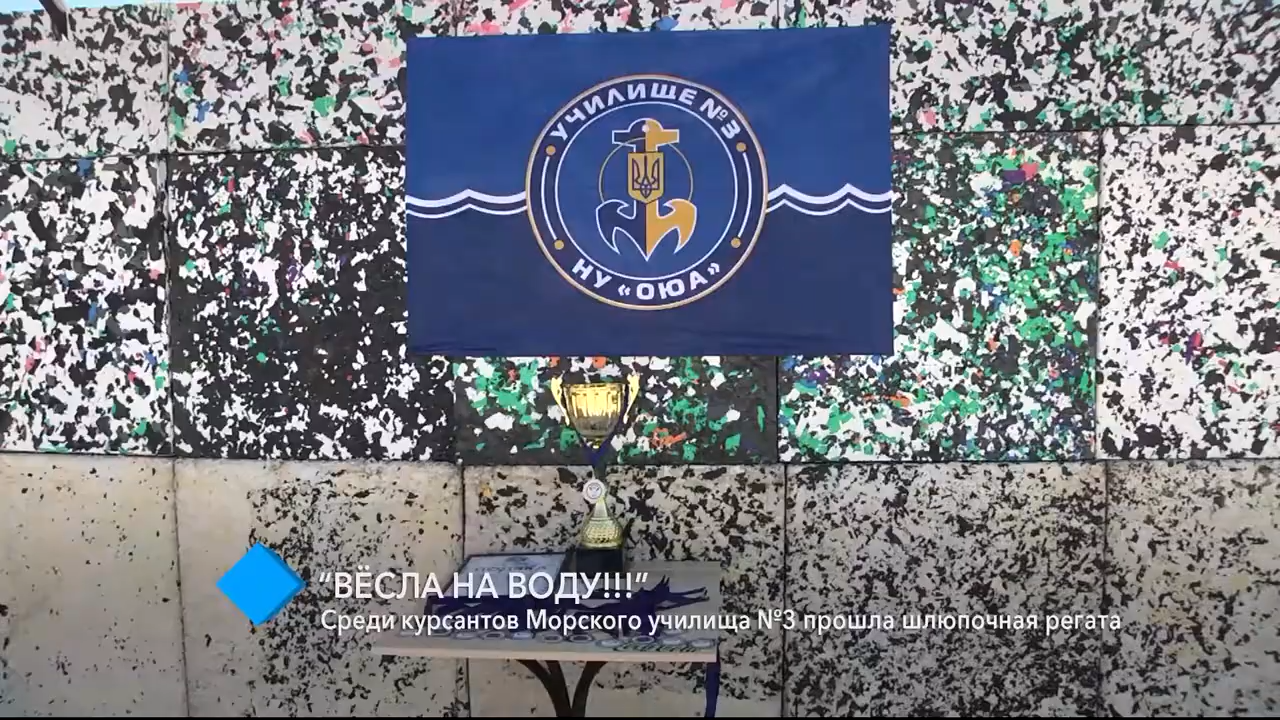 УЧИЛИЩЕ №3
НУ «ОЮА»
“ВЁСЛА НА ВОДУ!!!”
Среди курсантов Морского училища №3 прошла шлюпочная регата